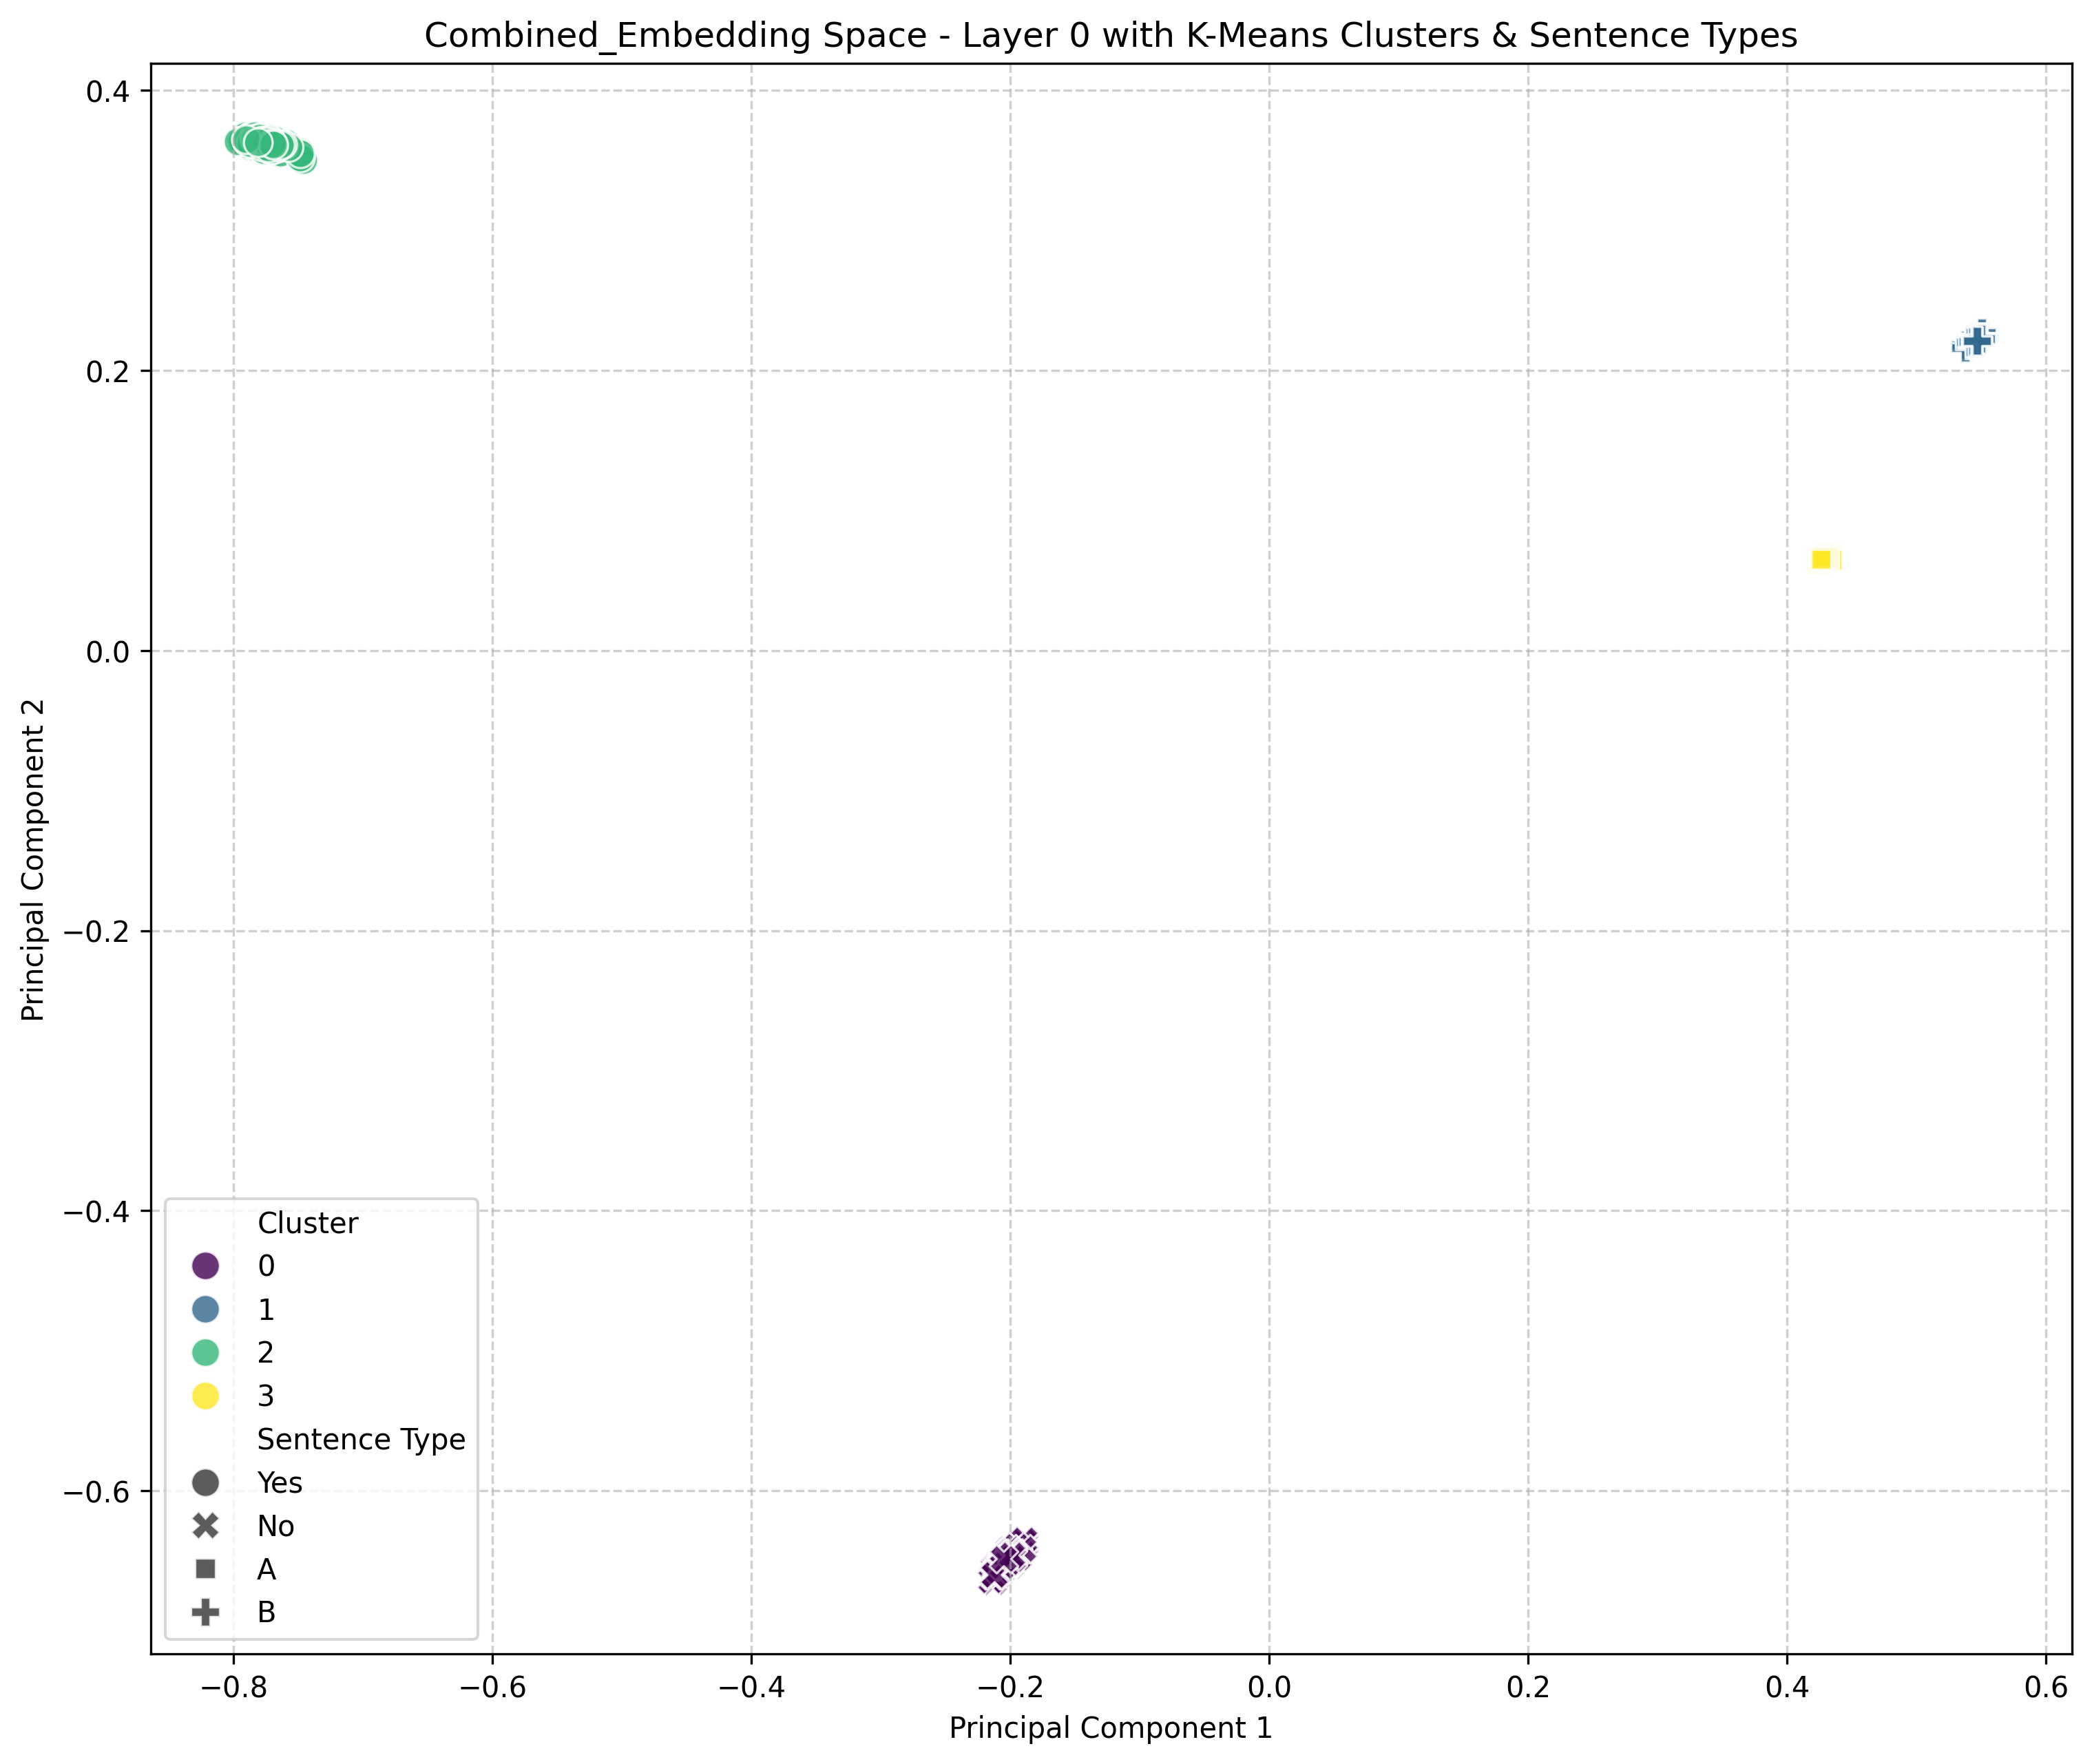 Combined_Embedding Space - Layer 0 with K-Means Clusters & Sentence Types
0.4
0.2
0.0
−0.2
−0.4
−0.6
Principal Component 2
Cluster
0
1
2
3
Sentence Type
Yes
No
A
B
−0.8
−0.6
−0.4
−0.2
0.0
0.2
0.4
0.6
Principal Component 1